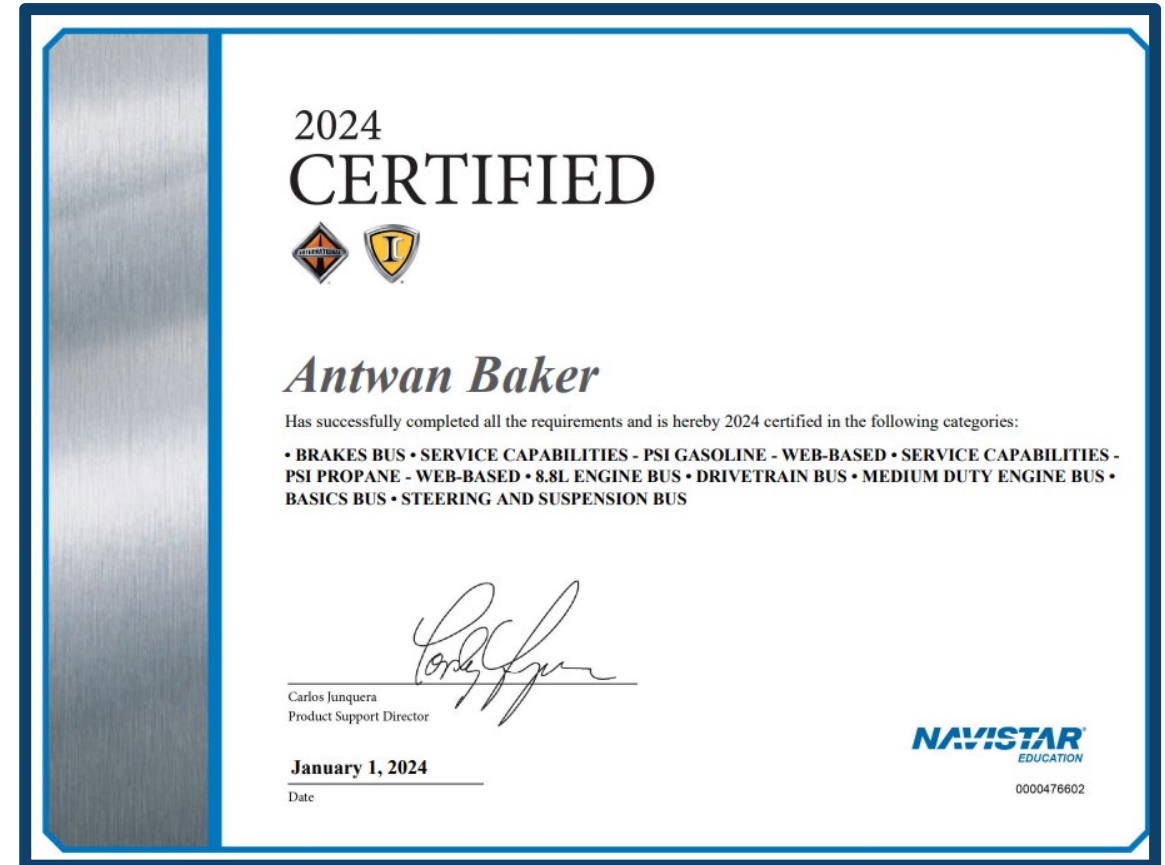 2024
CERTIFIED
INTERNATIONAL
IC
Antwan Baker
Has successfully completed all the requirements and is hereby 2024 certified in the following categories:
• BRAKES BUS • SERVICE CAPABILITIES - PSI GASOLINE - WEB-BASED • SERVICE CAPABILITIES -
PSI PROPANE - WEB-BASED • 8.8L ENGINE BUS • DRIVETRAIN BUS • MEDIUM DUTY ENGINE BUS •
BASICS BUS • STEERING AND SUSPENSION BUS
Carlos Junquera
Product Support Director
January 1, 2024
Date
NAVISTAR®
EDUCATION
0000476602